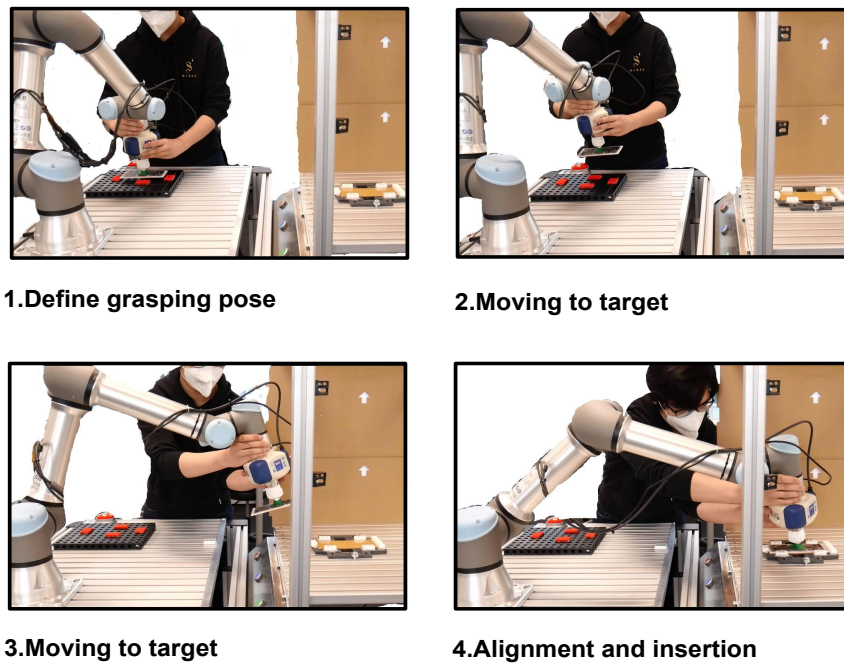 1.Define grasping pose
2.Moving to target
3.Moving to target
4.Alignment and insertion